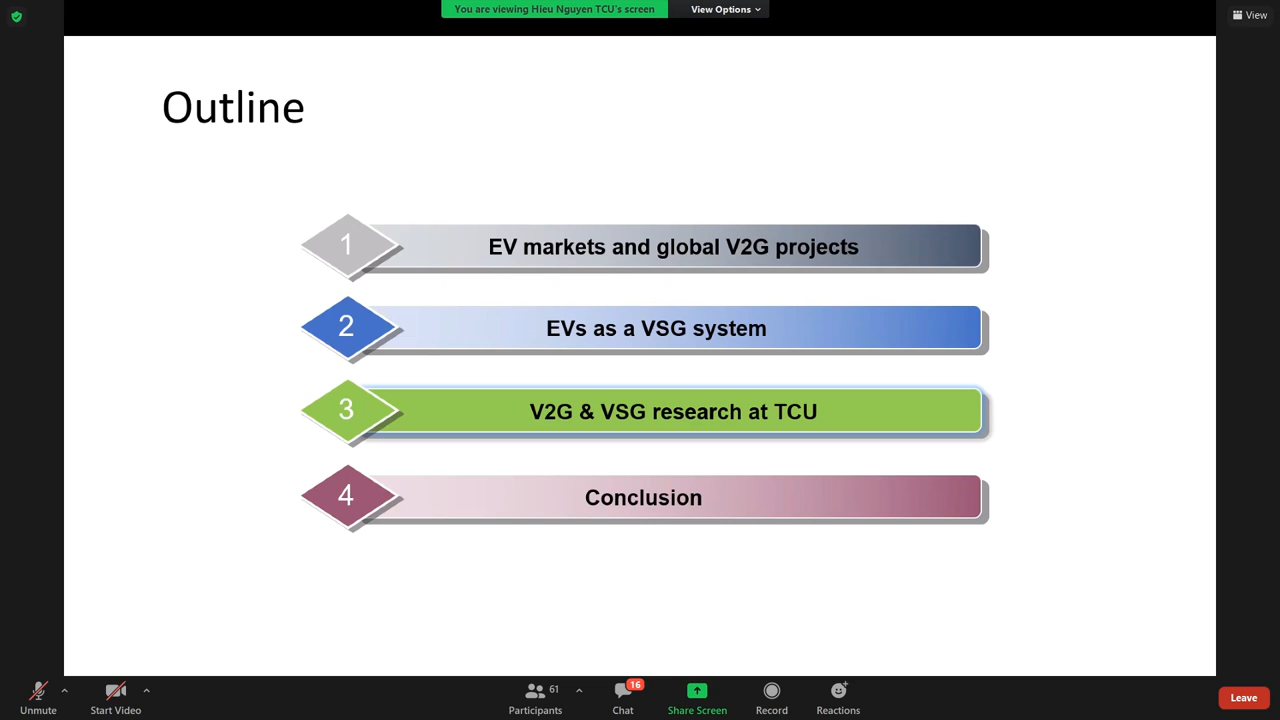 You are viewing Hieu Nguyen TCU's screen
View Options
View
Outline
1
EV markets and global V2G projects
2
EVs as a VSG system
3
V2G & VSG research at TCU
4
Conclusion
Unmute
Start Video
61
Participants
16
Chat
Share Screen
Record
Reactions
Leave